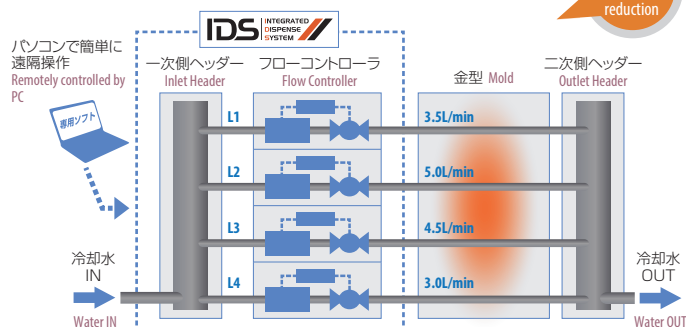 reduction
IDS INTEGRATED
DISPENSE
SYSTEM
パソコンで簡単に
遠隔操作
Remotely controlled by
PC
一次側ヘッダー
Inlet Header
フローコントローラ
Flow Controller
金型 Mold
二次側ヘッダー
Outlet Header
専用ソフト
L1
3.5L/min
L2
5.0L/min
L3
4.5L/min
L4
3.0L/min
冷却水
IN
Water IN
冷却水
OUT
Water OUT